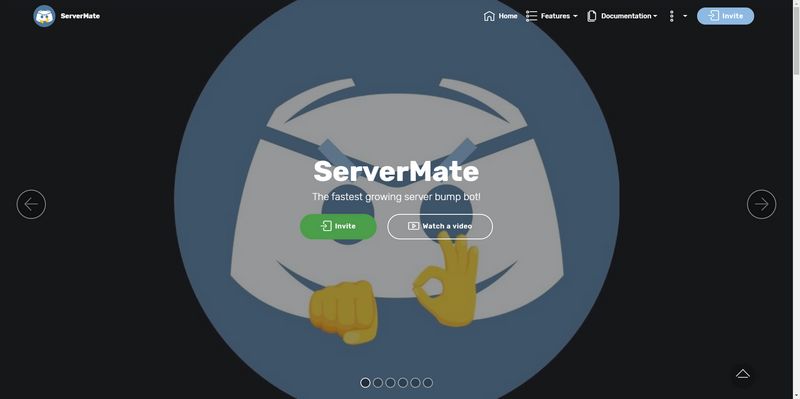 ServerMate
Home Features Documentation Invite
ServerMate
The fastest growing server bump bot!
Invite Watch a video